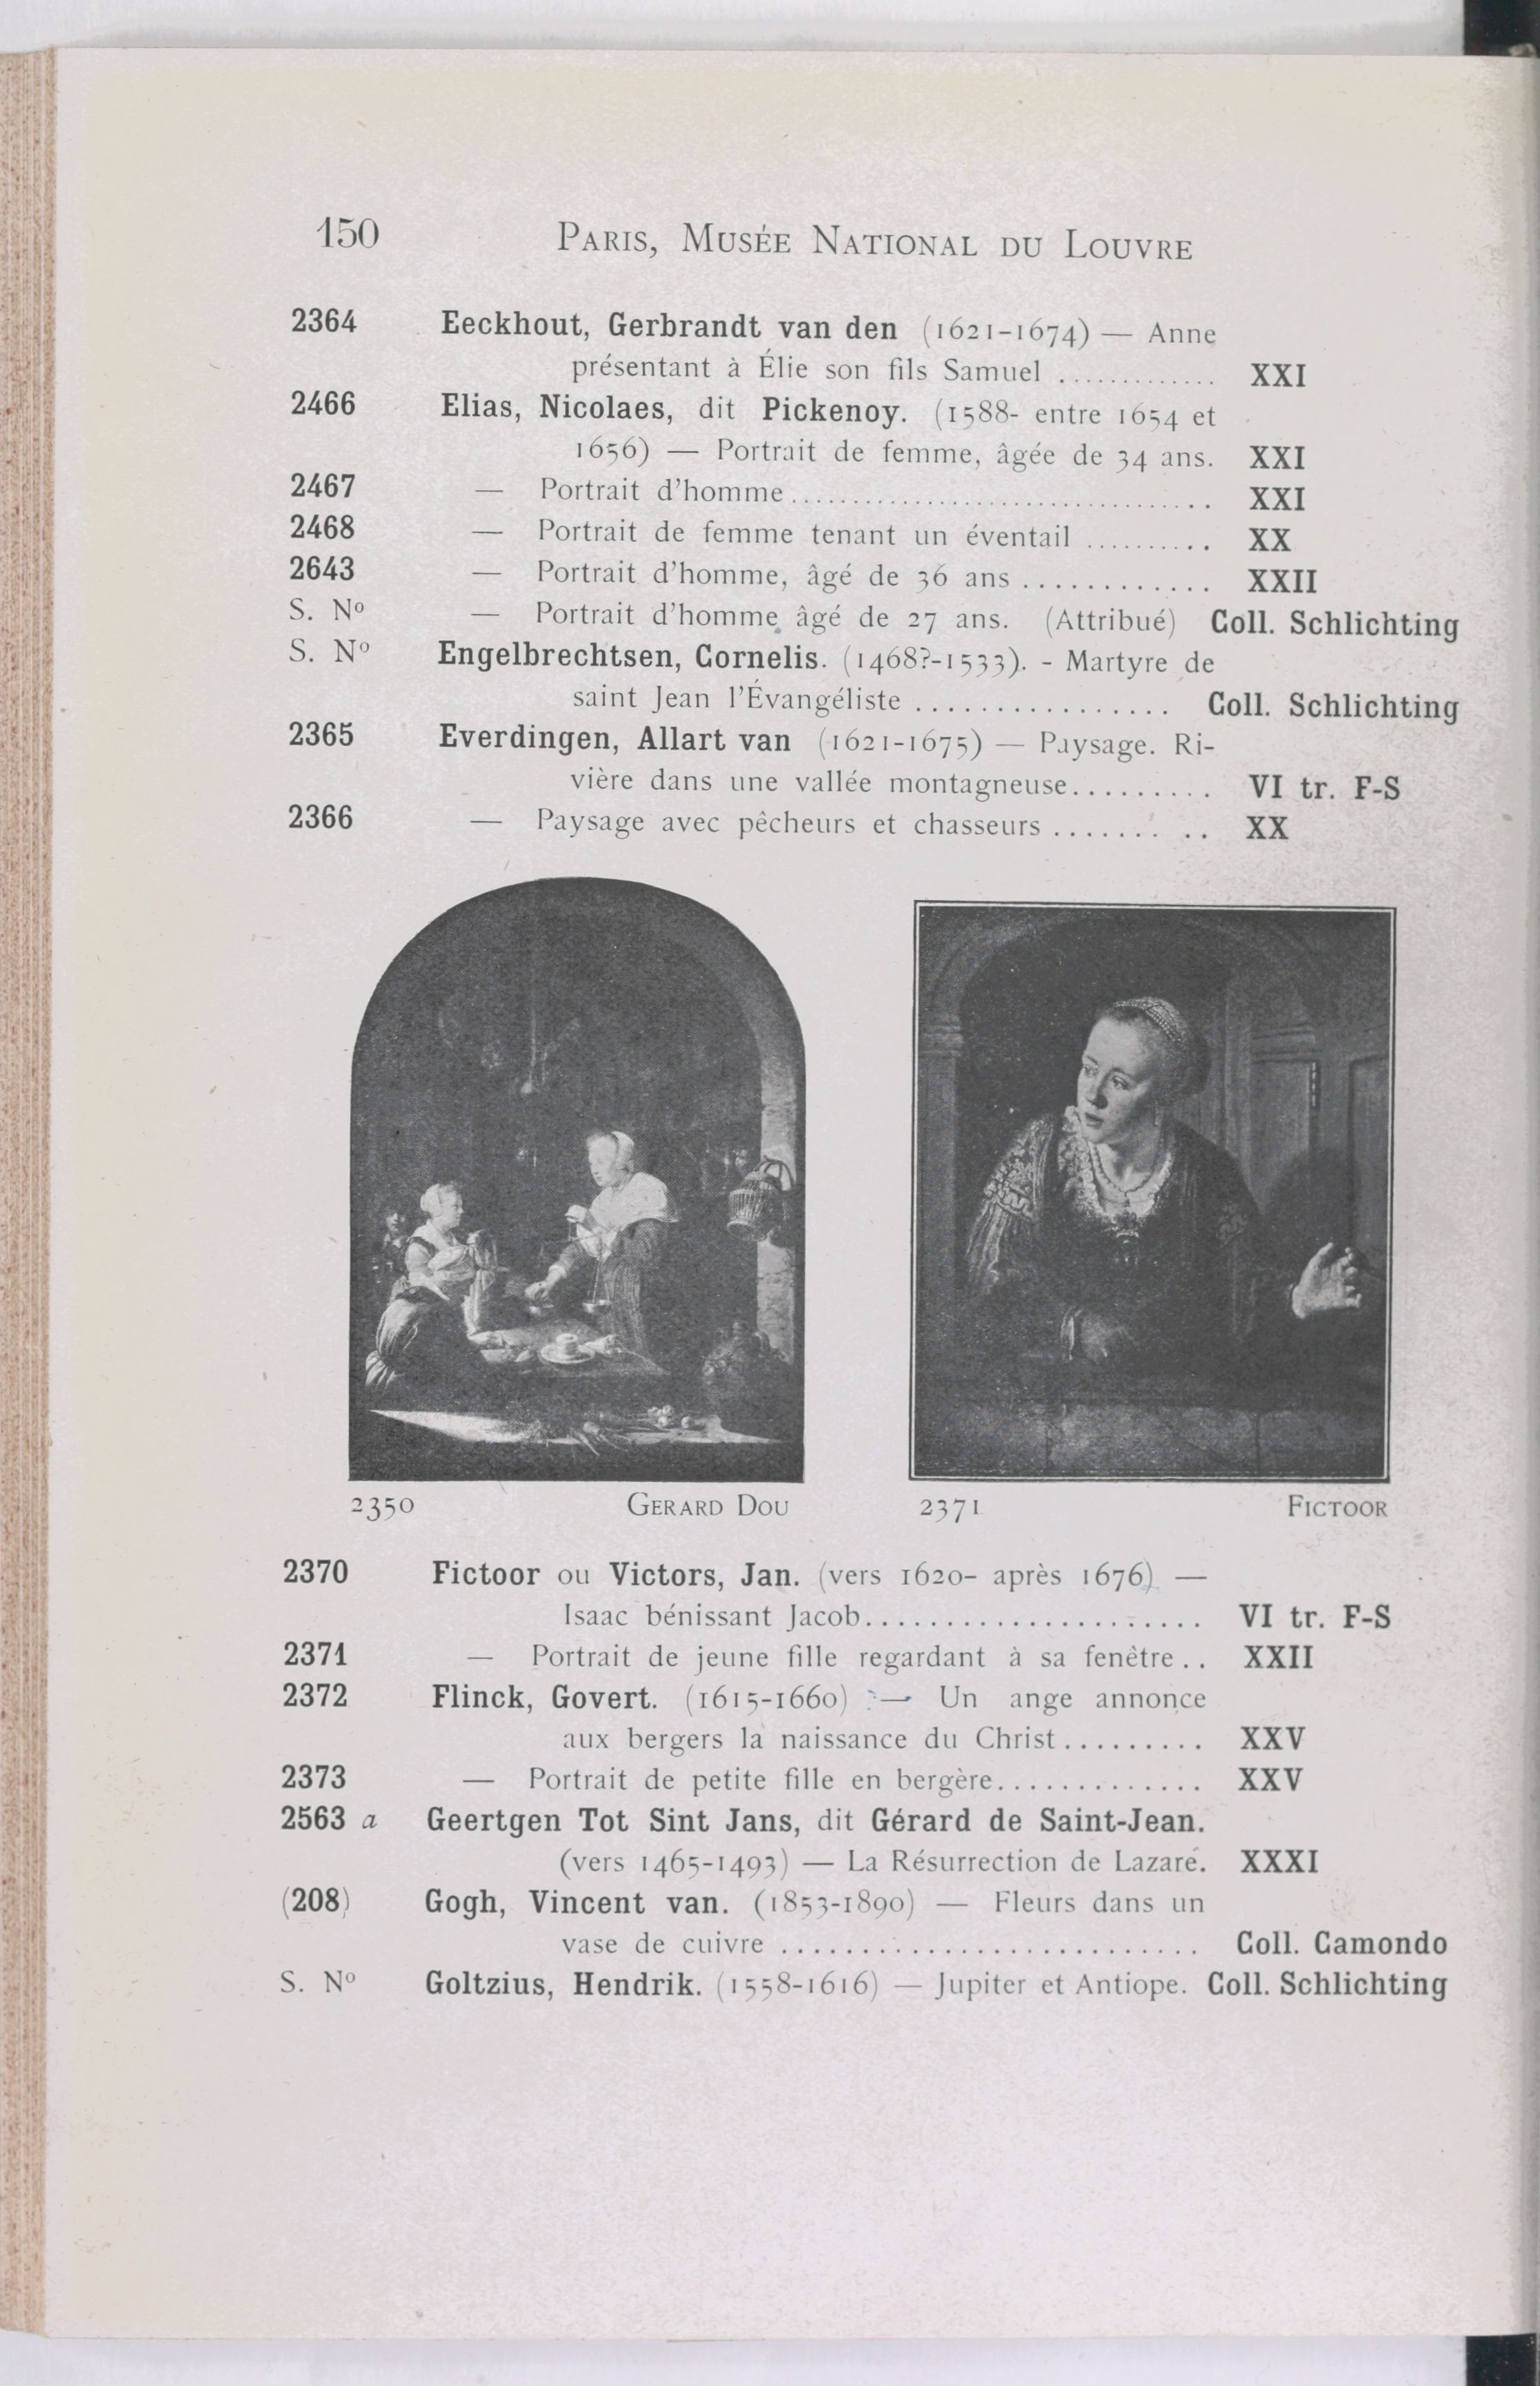 150 PARIS, MUSÉE NATIONAL DU LOUVRE
2364 Eeckhout, Gerbrandt van den (1621-1674) — Anne
présentant à Élie son fils Samuel ............. XXI
2466 Elias, Nicolaes, dit Pickenoy. (1588- entre 1654 et
1656) — Portrait de femme, âgée de 34 ans. XXI
2467 — Portrait d'homme .................................. XXI
2468 — Portrait de femme tenant un éventail .......... XX
2643 — Portrait d'homme, âgé de 36 ans ............ XXII
S. Nº — Portrait d'homme âgé de 27 ans. (Attribué) Coll. Schlichting
S. Nº Engelbrechtsen, Cornelis. (1468?-1533). - Martyre de
saint Jean l'Évangéliste ................ Coll. Schlichting
2365 Everdingen, Allart van (1621-1675) — Paysage. Ri-
vière dans une vallée montagneuse......... VI tr. F-S
2366 — Paysage avec pêcheurs et chasseurs ....... .. XX
2350 GERARD DOU
2371 FICTOOR
2370 Fictoor ou Victors, Jan. (vers 1620- après 1676) —
Isaac bénissant Jacob..................... VI tr. F-S
2371 — Portrait de jeune fille regardant à sa fenêtre.. XXII
2372 Flinck, Govert. (1615-1660) — Un ange annonce
aux bergers la naissance du Christ......... XXV
2373 — Portrait de petite fille en bergère............. XXV
2563 a Geertgen Tot Sint Jans, dit Gérard de Saint-Jean.
(vers 1465-1493) — La Résurrection de Lazare. XXXI
(208) Gogh, Vincent van. (1853-1890) — Fleurs dans un
vase de cuivre .......................... Coll. Camondo
S. Nº Goltzius, Hendrik. (1558-1616) — Jupiter et Antiope. Coll. Schlichting